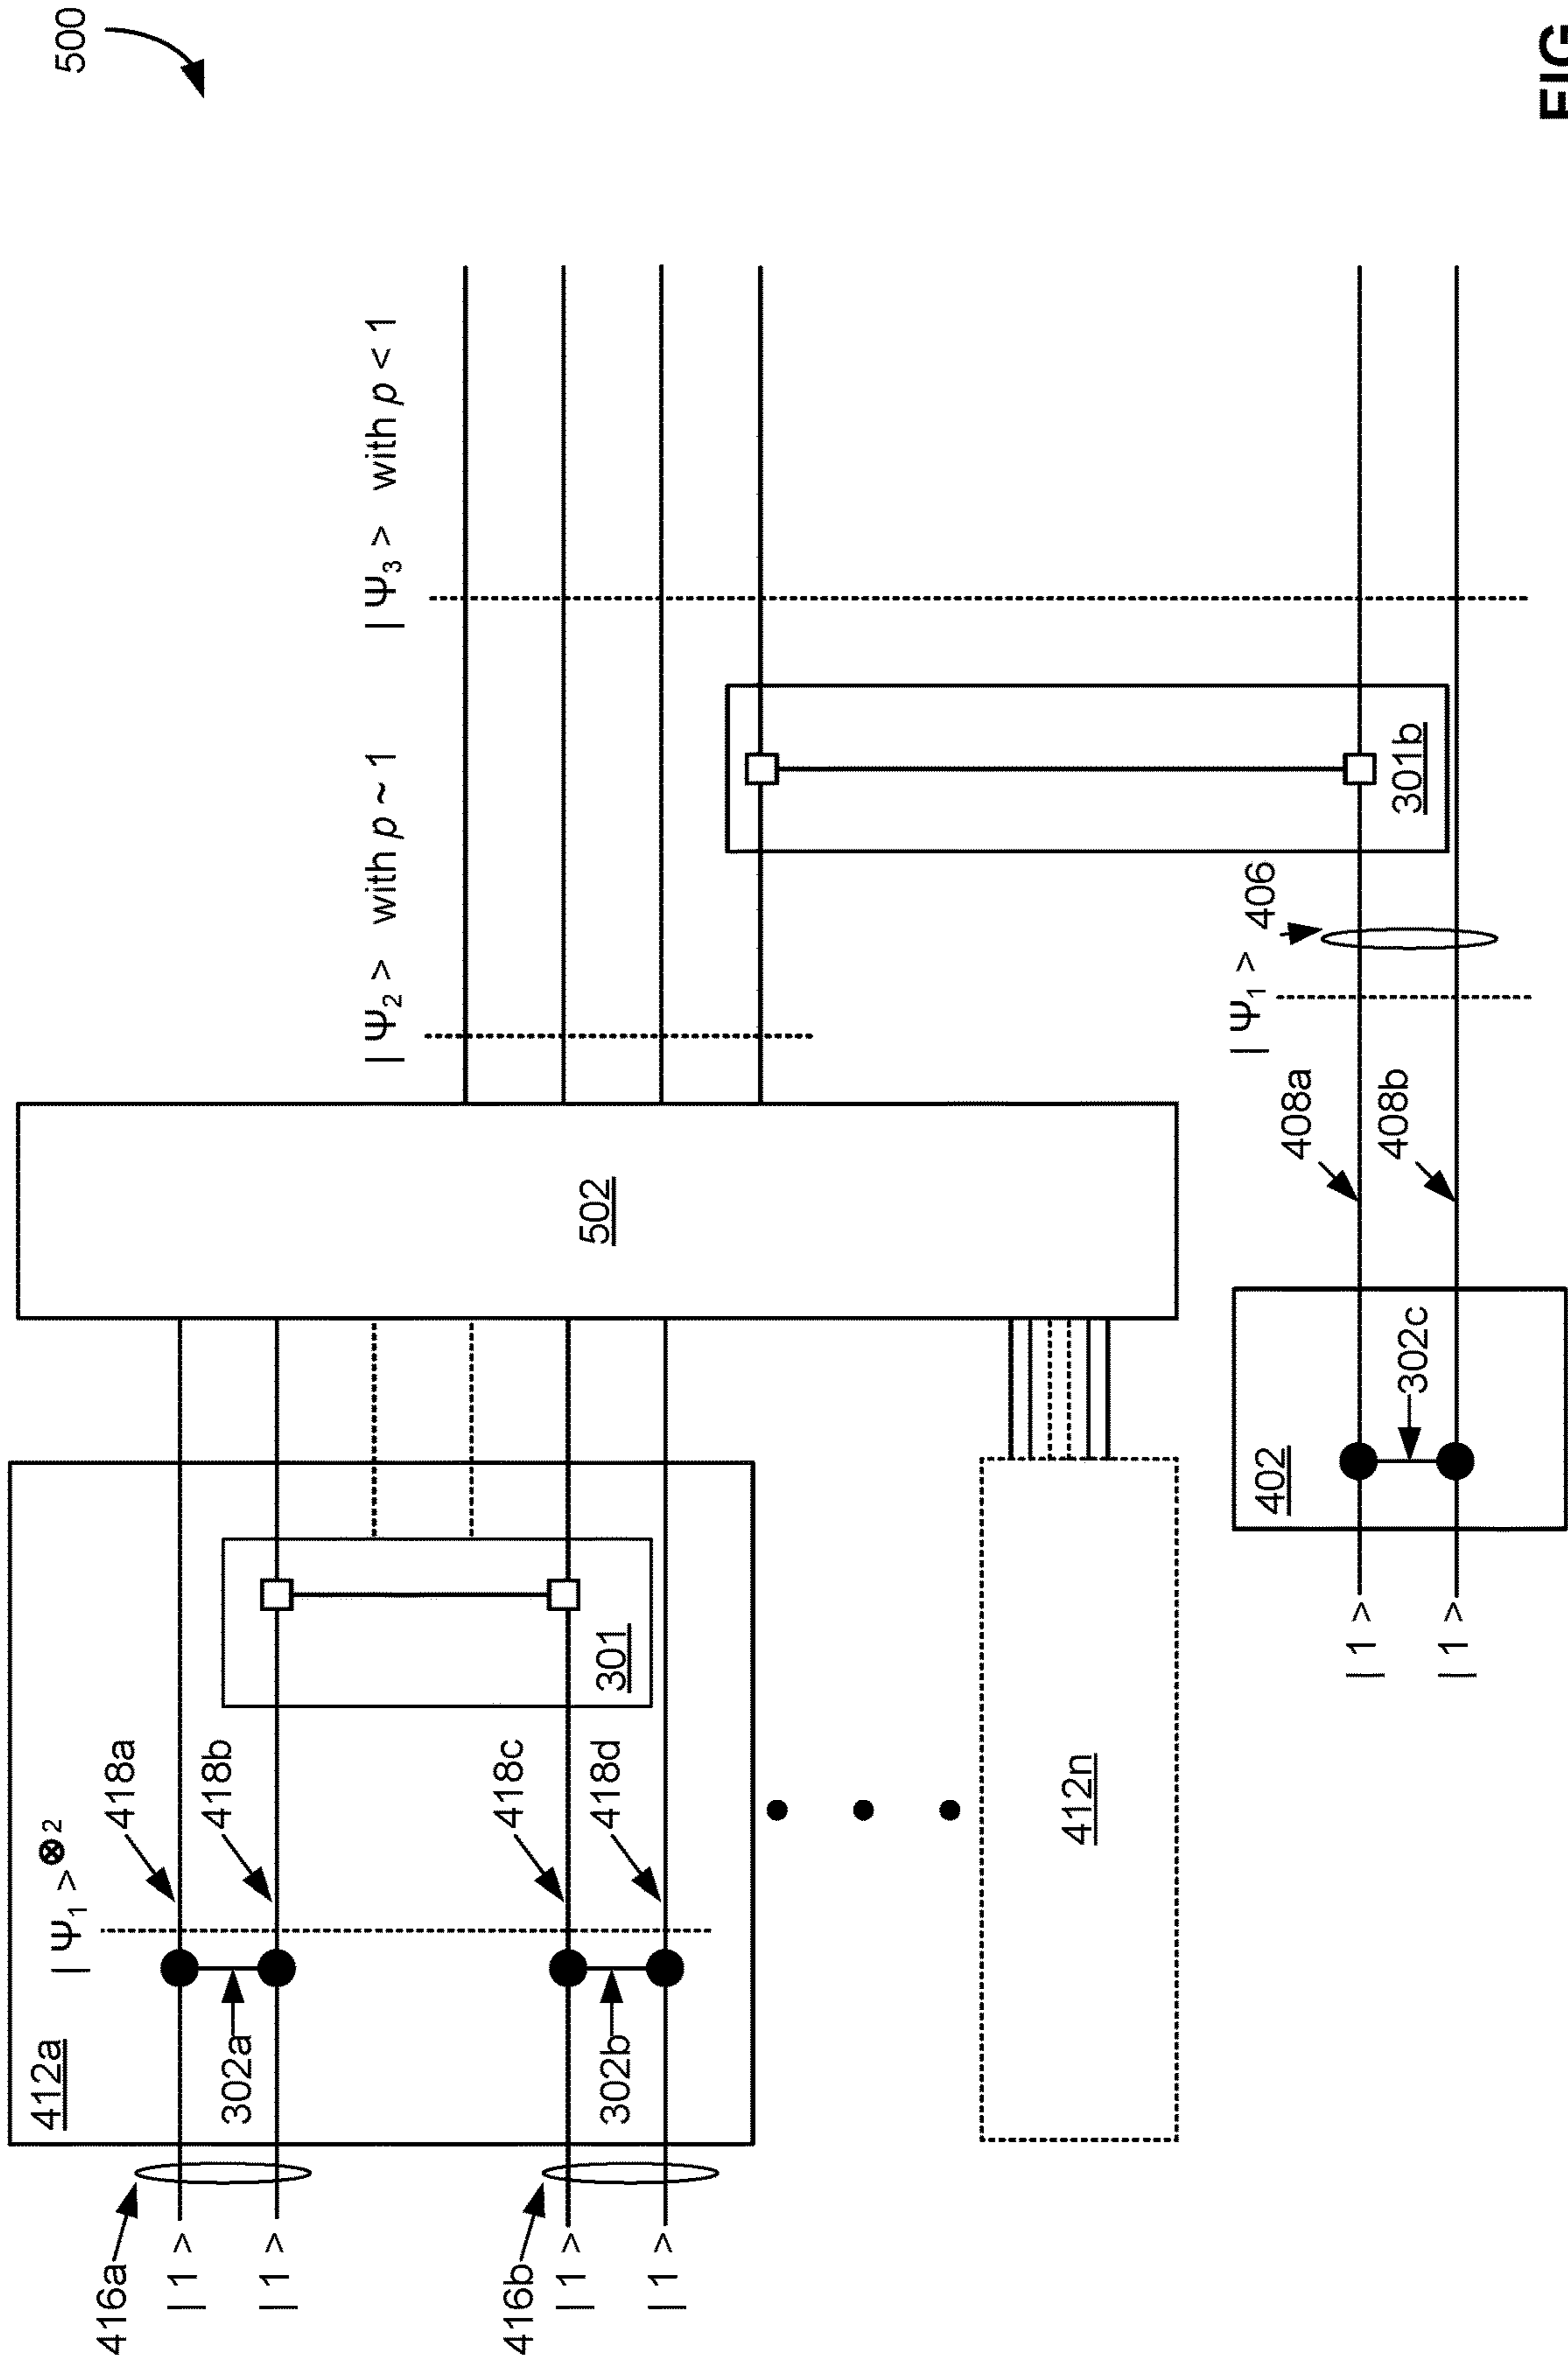 500
412a
| Ψ1 >⊗2
416a
| 1 >
| 1 >
302a
418a
418b
416b
| 1 >
| 1 >
302b
418c
418d
301
412n
502
| Ψ2 > with p ~ 1
| Ψ3 > with p < 1
402
| 1 >
| 1 >
302c
408a
408b
| Ψ1 >
406
301b
FIG